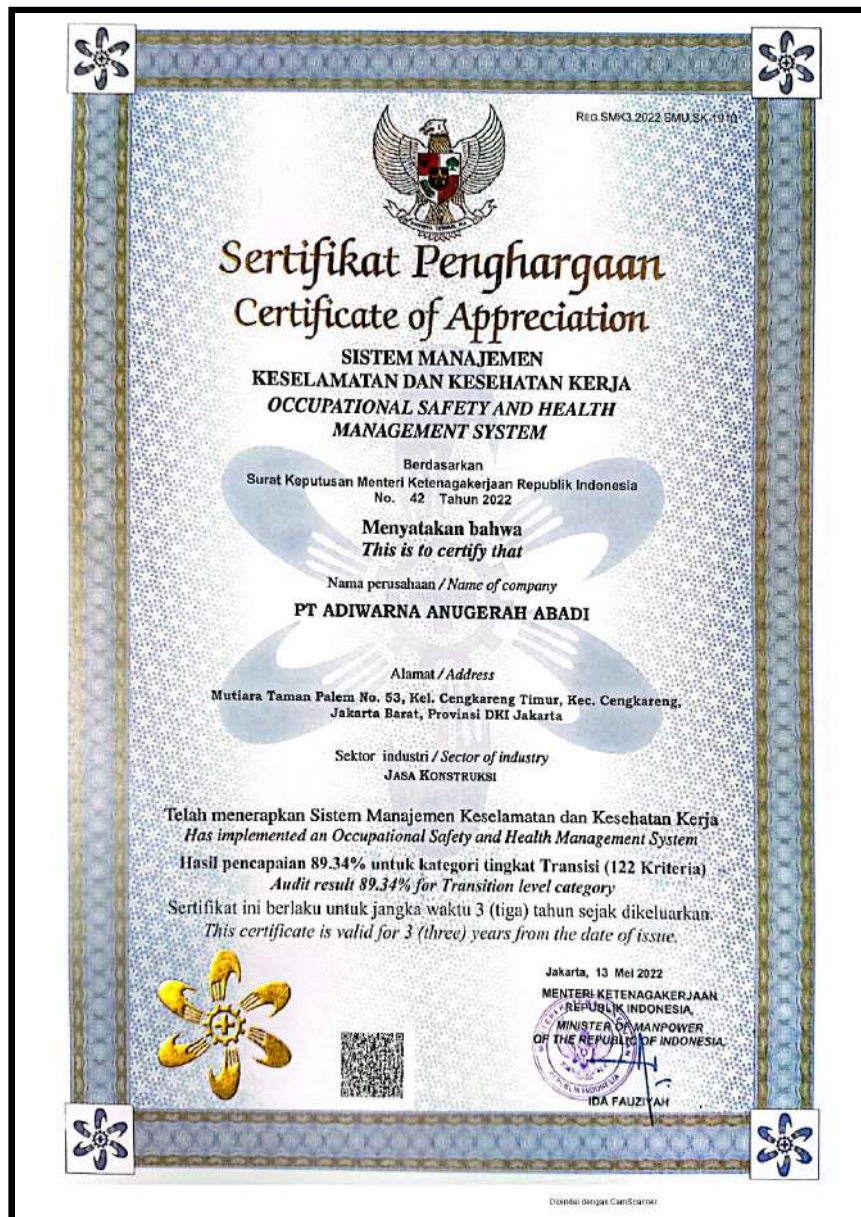 REG.SMK3.2022.SMU.SK-1910
Sertifikat Penghargaan
Certificate of Appreciation
SISTEM MANAJEMEN
KESELAMATAN DAN KESEHATAN KERJA
OCCUPATIONAL SAFETY AND HEALTH
MANAGEMENT SYSTEM
Berdasarkan
Surat Keputusan Menteri Ketenagakerjaan Republik Indonesia
No. 42 Tahun 2022
Menyatakan bahwa
This is to certify that
Nama perusahaan / Name of company
PT ADIWARNA ANUGERAH ABADI
Alamat / Address
Mutiara Taman Palem No. 53, Kel. Cengkareng Timur, Kec. Cengkareng,
Jakarta Barat, Provinsi DKI Jakarta
Sektor industri / Sector of industry
JASA KONSTRUKSI
Telah menerapkan Sistem Manajemen Keselamatan dan Kesehatan Kerja
Has implemented an Occupational Safety and Health Management System
Hasil pencapaian 89.34% untuk kategori tingkat Transisi (122 Kriteria)
Audit result 89.34% for Transition level category
Sertifikat ini berlaku untuk jangka waktu 3 (tiga) tahun sejak dikeluarkan.
This certificate is valid for 3 (three) years from the date of issue.
Jakarta, 13 Mei 2022
MENTERI KETENAGAKERJAAN
REPUBLIK INDONESIA,
MINISTER OF MANPOWER
OF THE REPUBLIC OF INDONESIA,
REPUBLIK INDONESIA
IDA FAUZIYAH
Dipindai dengan CamScanner